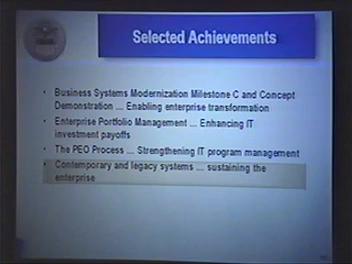 Selected Achievements
• Business Systems Modernization Milestone C and Concept
Demonstration ... Enabling enterprise transformation
• Enterprise Portfolio Management ... Enhancing IT
investment payoffs
• The PEO Process ... Strengthening IT program management
• Contemporary and legacy systems ... sustaining the
enterprise